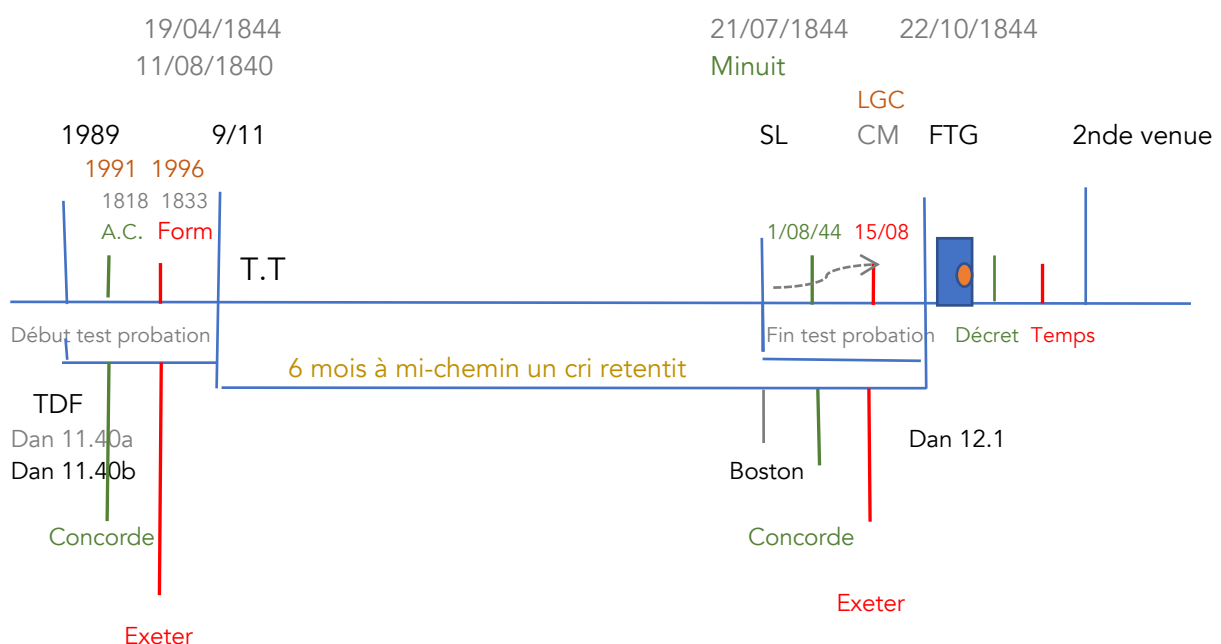 19/04/1844 21/07/1844 22/10/1844
11/08/1840 Minuit
LGC
1989 9/11 SL CM FTG 2nde venue
1991 1996
1818 1833
A.C. Form 1/08/44 15/08
T.T
Début test probation Fin test probation Décret Temps
6 mois à mi-chemin un cri retentit
TDF
Dan 11.40a Dan 12.1
Dan 11.40b Boston
Concorde Concorde
Exeter
Exeter